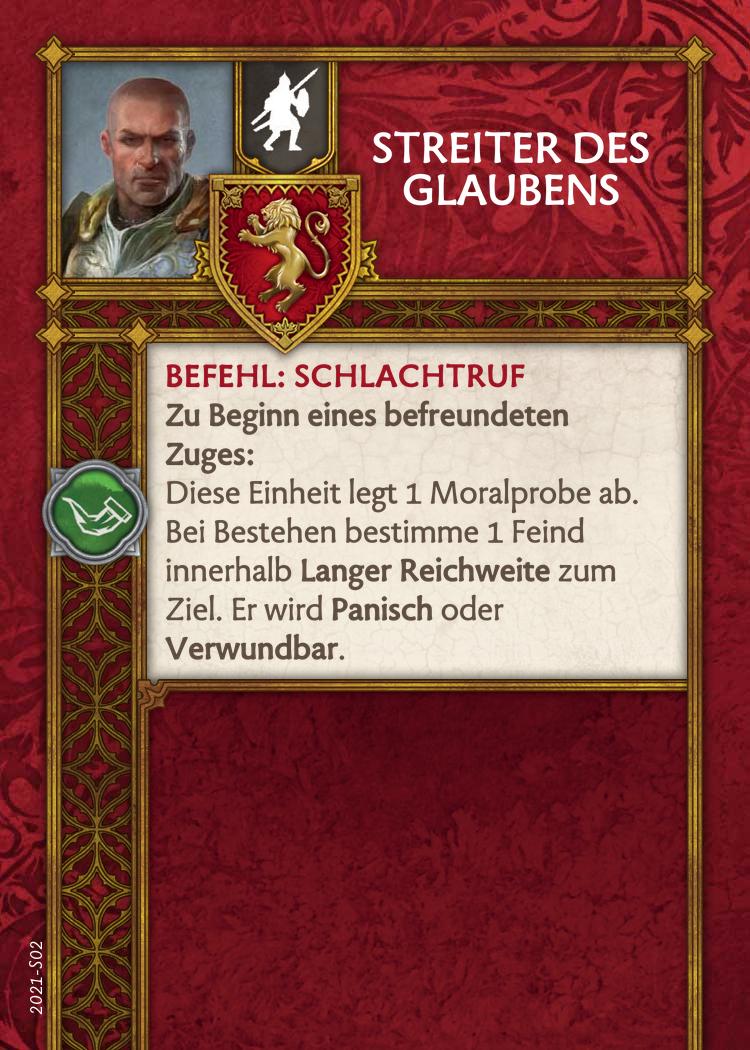 STREITER DES
GLAUBENS
BEFEHL: SCHLACHTRUF
Zu Beginn eines befreundeten
Zuges:
Diese Einheit legt 1 Moralprobe ab.
Bei Bestehen bestimme 1 Feind
innerhalb Langer Reichweite zum
Ziel. Er wird Panisch oder
Verwundbar.
2021-S02